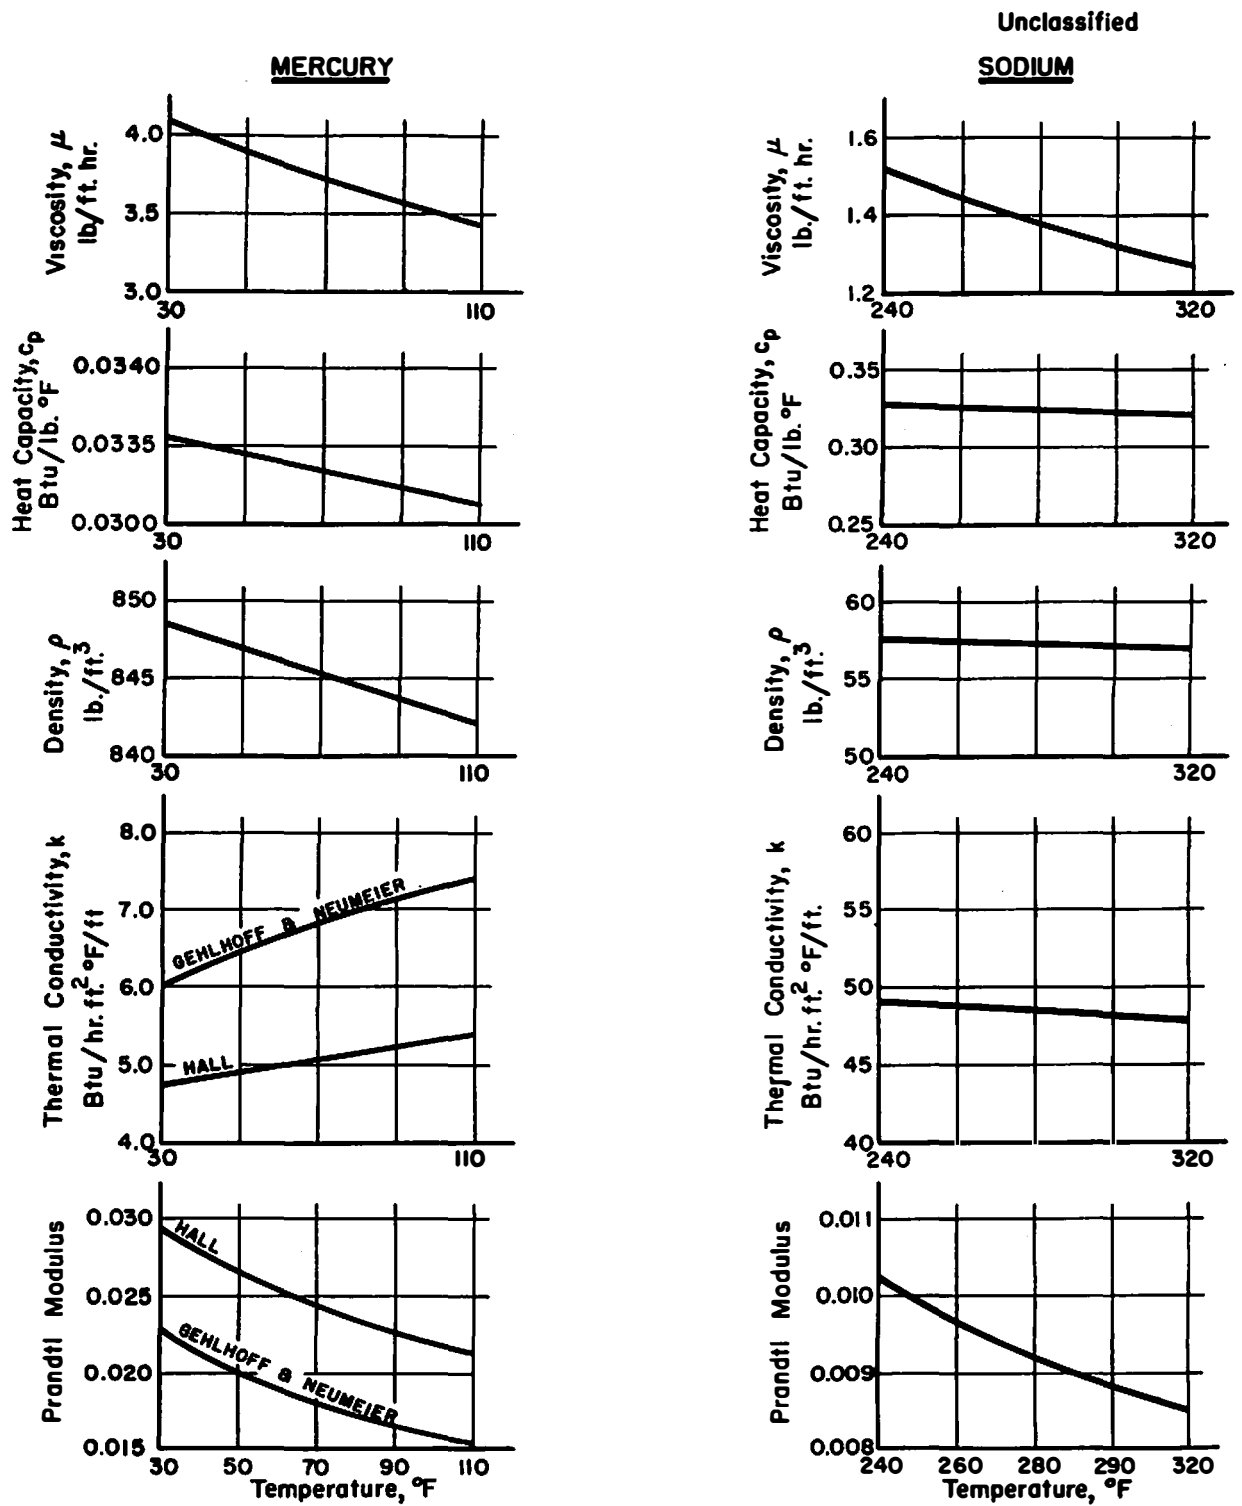 Unclassified
MERCURY
Viscosity, μ
lb/ft. hr.
4.0
3.5
3.0
30
110
Heat Capacity, cp
Btu/lb. °F
0.0340
0.0335
0.0300
30
110
Density, ρ
lb./ft.³
850
845
840
30
110
Thermal Conductivity, k
Btu/hr. ft.² °F/ft
8.0
7.0
6.0
5.0
4.0
GEHLHOFF & NEUMEIER
HALL
30
110
Prandtl Modulus
0.030
0.025
0.020
0.015
HALL
GEHLHOFF & NEUMEIER
30 50 70 90 110
Temperature, °F
SODIUM
Viscosity, μ
lb./ft. hr.
1.6
1.4
1.2
240
320
Heat Capacity, cp
Btu/lb. °F
0.35
0.30
0.25
240
320
Density, ρ
lb./ft.³
60
55
50
240
320
Thermal Conductivity, k
Btu/hr. ft.² °F/ft.
60
55
50
45
40
240
320
Prandtl Modulus
0.011
0.010
0.009
0.008
240 260 280 290 320
Temperature, °F